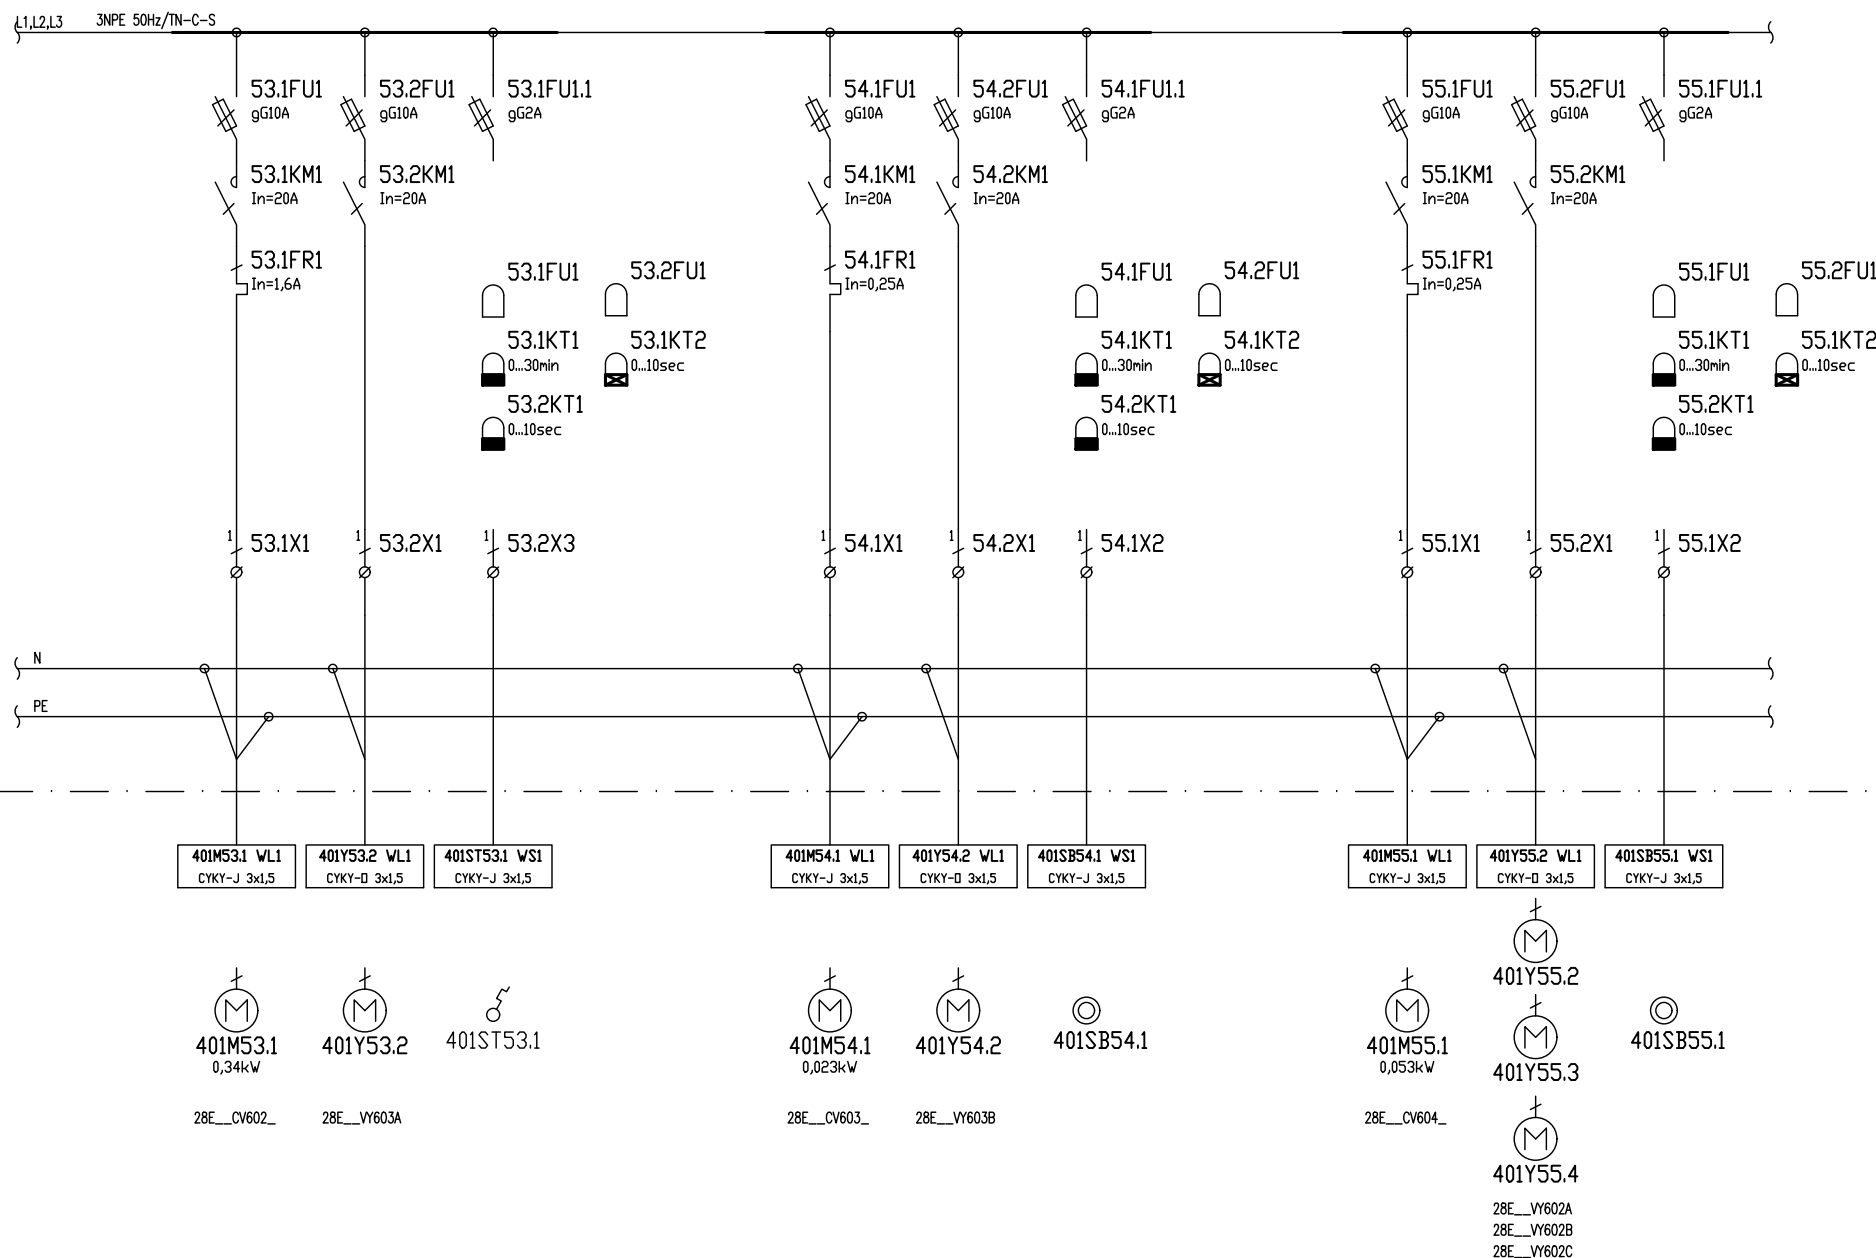 L1,L2,L3 3NPE 50Hz/TN-C-S
53.1FU1 53.2FU1 53.1FU1.1 54.1FU1 54.2FU1 54.1FU1.1 55.1FU1 55.2FU1 55.1FU1.1
gG10A gG10A gG2A gG10A gG10A gG2A gG10A gG10A gG2A
53.1KM1 53.2KM1 54.1KM1 54.2KM1 55.1KM1 55.2KM1
In=20A In=20A In=20A In=20A In=20A In=20A
53.1FR1 54.1FR1 55.1FR1
In=1,6A In=0,25A In=0,25A
53.1FU1 53.2FU1 54.1FU1 54.2FU1 55.1FU1 55.2FU1
53.1KT1 53.1KT2 54.1KT1 54.1KT2 55.1KT1 55.1KT2
0...30min 0...10sec 0...30min 0...10sec 0...30min 0...10sec
53.2KT1 54.2KT1 55.2KT1
0...10sec 0...10sec 0...10sec
1 53.1X1 1 53.2X1 1 53.2X3 1 54.1X1 1 54.2X1 1 54.1X2 1 55.1X1 1 55.2X1 1 55.1X2
N
PE
401M53.1 WL1 401Y53.2 WL1 401ST53.1 WS1 401M54.1 WL1 401Y54.2 WL1 401SB54.1 WS1 401M55.1 WL1 401Y55.2 WL1 401SB55.1 WS1
CYKY-J 3x1,5 CYKY-O 3x1,5 CYKY-J 3x1,5 CYKY-J 3x1,5 CYKY-O 3x1,5 CYKY-J 3x1,5 CYKY-J 3x1,5 CYKY-O 3x1,5 CYKY-J 3x1,5
M
401Y55.2
M M M M M M
401M53.1 401Y53.2 401ST53.1 401M54.1 401Y54.2 401SB54.1 401M55.1 401SB55.1
0,34kW 0,023kW 0,053kW
401Y55.3
28E__CV602_ 28E__VY603A 28E__CV603_ 28E__VY603B 28E__CV604_
M
401Y55.4
28E__VY602A
28E__VY602B
28E__VY602C